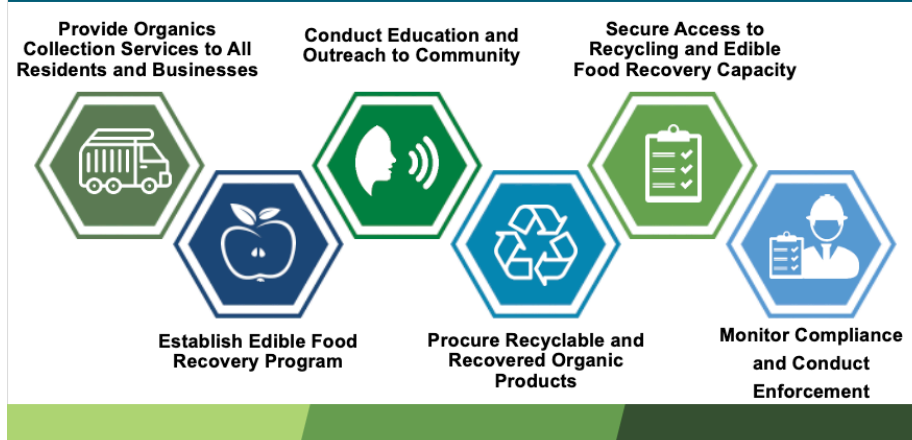 Provide Organics
Collection Services to All
Residents and Businesses
Conduct Education and
Outreach to Community
Secure Access to
Recycling and Edible
Food Recovery Capacity
Establish Edible Food
Recovery Program
Procure Recyclable and
Recovered Organic
Products
Monitor Compliance
and Conduct
Enforcement